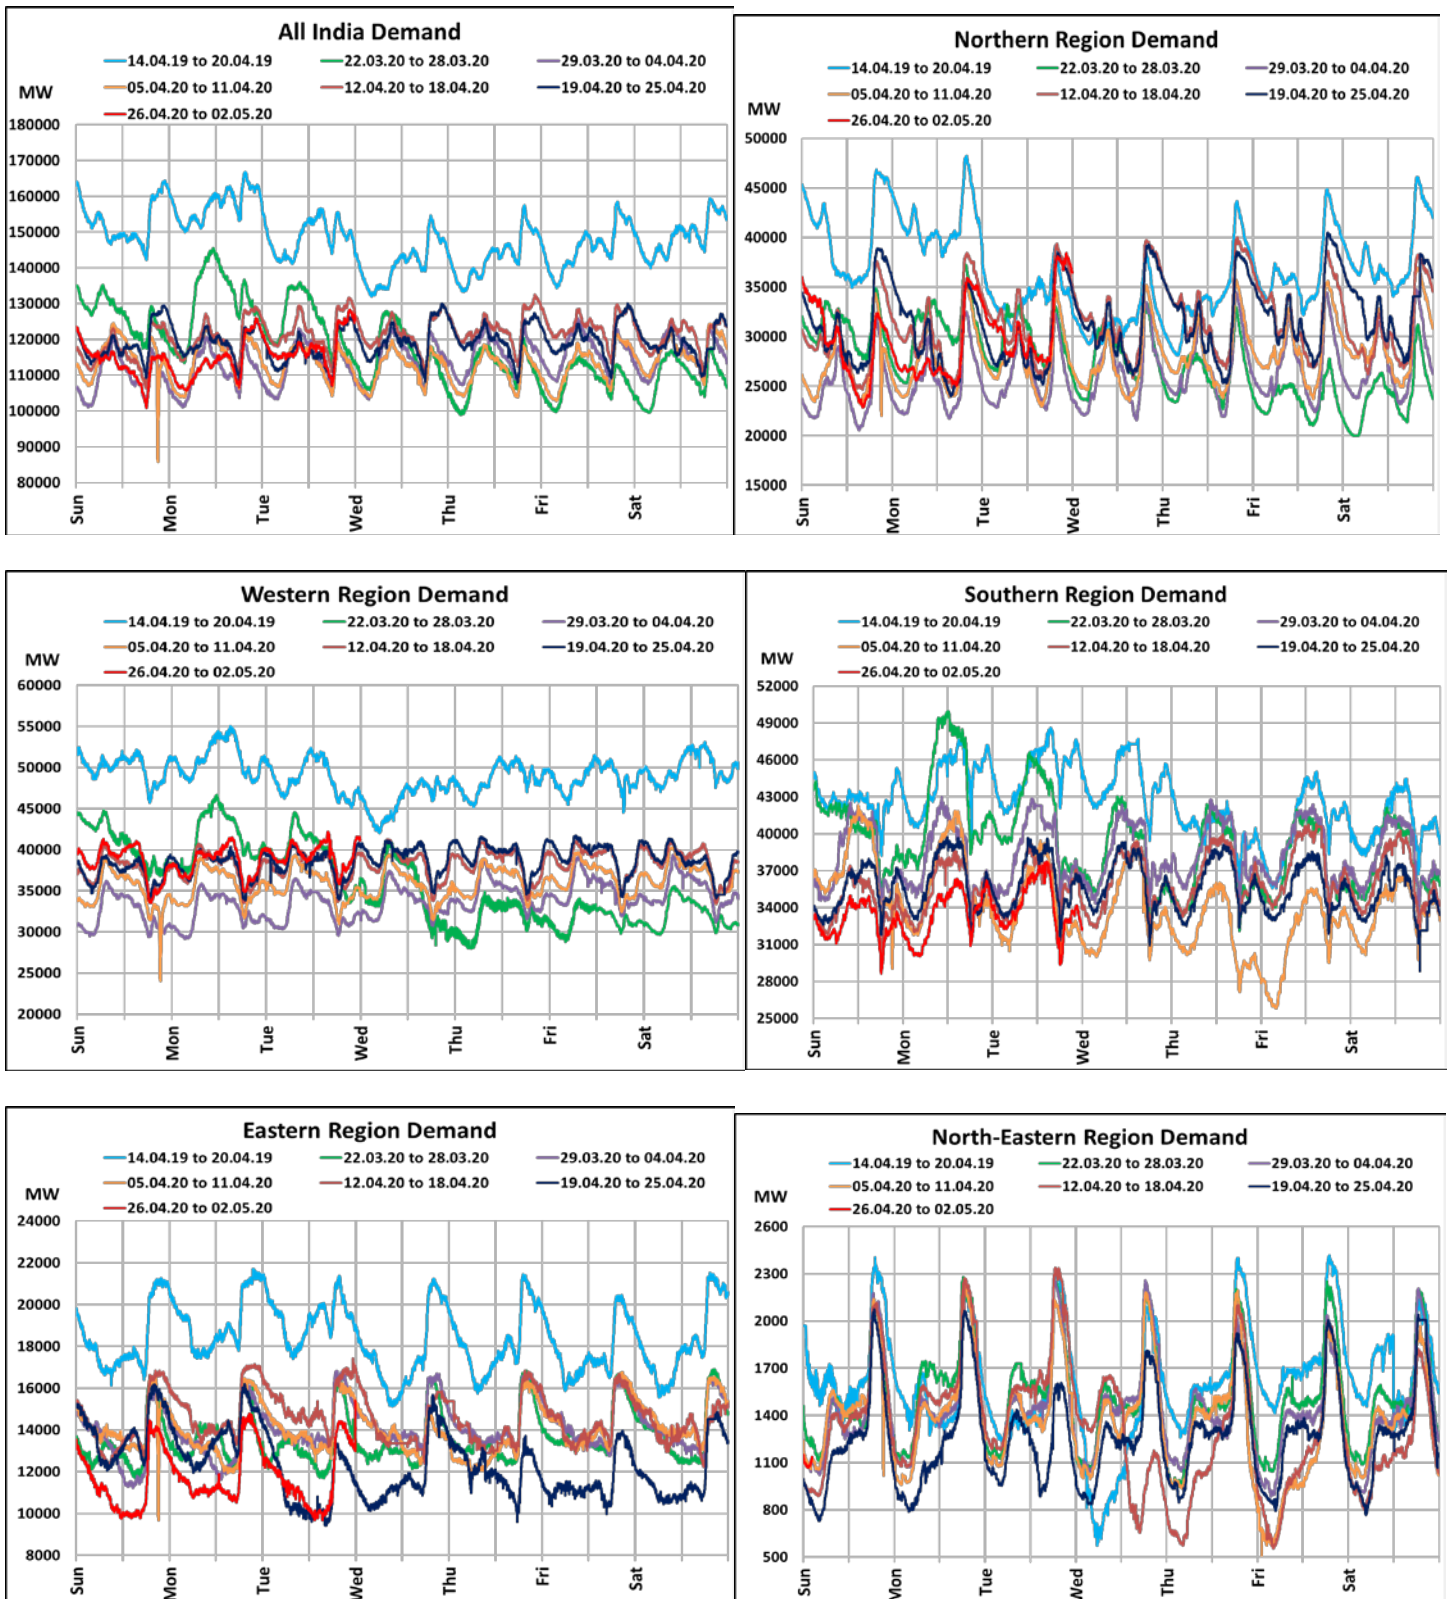 All India Demand
14.04.19 to 20.04.19 22.03.20 to 28.03.20 29.03.20 to 04.04.20
MW 05.04.20 to 11.04.20 12.04.20 to 18.04.20 19.04.20 to 25.04.20
26.04.20 to 02.05.20
180000
170000
160000
150000
140000
130000
120000
110000
100000
90000
80000
Sun Mon Tue Wed Thu Fri Sat
Northern Region Demand
14.04.19 to 20.04.19 22.03.20 to 28.03.20 29.03.20 to 04.04.20
05.04.20 to 11.04.20 12.04.20 to 18.04.20 19.04.20 to 25.04.20
MW 26.04.20 to 02.05.20
50000
45000
40000
35000
30000
25000
20000
15000
Sun Mon Tue Wed Thu Fri Sat
Western Region Demand
14.04.19 to 20.04.19 22.03.20 to 28.03.20 29.03.20 to 04.04.20
05.04.20 to 11.04.20 12.04.20 to 18.04.20 19.04.20 to 25.04.20
MW 26.04.20 to 02.05.20
60000
55000
50000
45000
40000
35000
30000
25000
20000
Sun Mon Tue Wed Thu Fri Sat
Southern Region Demand
14.04.19 to 20.04.19 22.03.20 to 28.03.20 29.03.20 to 04.04.20
05.04.20 to 11.04.20 12.04.20 to 18.04.20 19.04.20 to 25.04.20
MW 26.04.20 to 02.05.20
52000
49000
46000
43000
40000
37000
34000
31000
28000
25000
Sun Mon Tue Wed Thu Fri Sat
Eastern Region Demand
14.04.19 to 20.04.19 22.03.20 to 28.03.20 29.03.20 to 04.04.20
05.04.20 to 11.04.20 12.04.20 to 18.04.20 19.04.20 to 25.04.20
MW 26.04.20 to 02.05.20
24000
22000
20000
18000
16000
14000
12000
10000
8000
Sun Mon Tue Wed Thu Fri Sat
North-Eastern Region Demand
14.04.19 to 20.04.19 22.03.20 to 28.03.20 29.03.20 to 04.04.20
05.04.20 to 11.04.20 12.04.20 to 18.04.20 19.04.20 to 25.04.20
MW 26.04.20 to 02.05.20
2600
2300
2000
1700
1400
1100
800
500
Sun Mon Tue Wed Thu Fri Sat